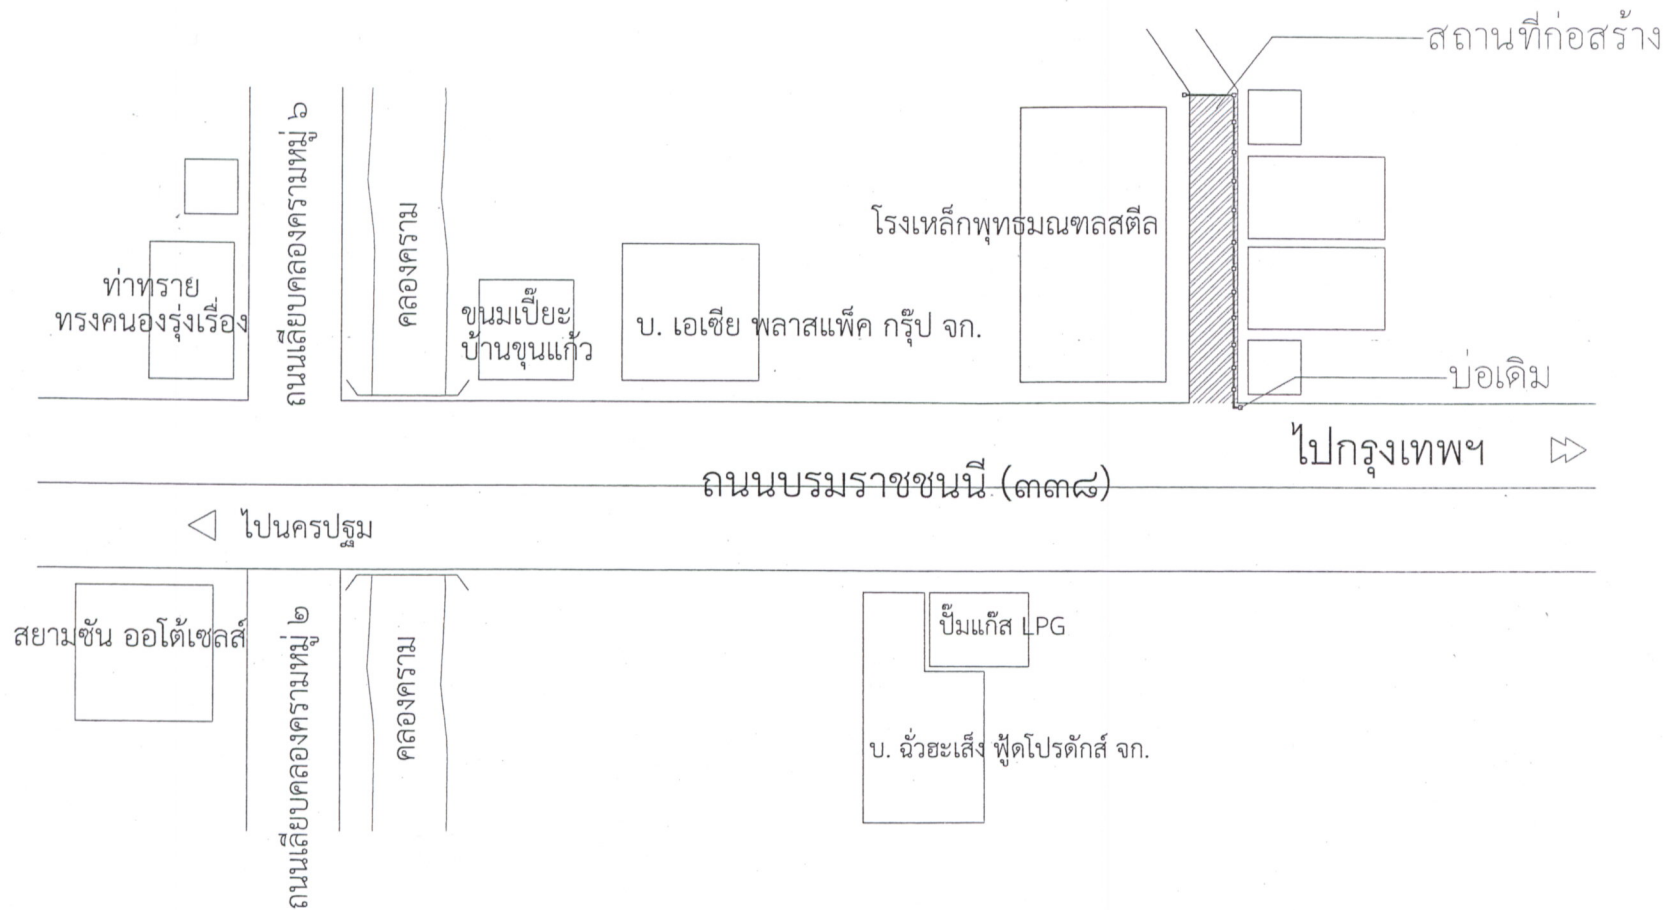 สถานที่ก่อสร้าง
ถนนเลียบคลองครามหมู่ ๖
คลองคราม
โรงเหล็กพุทธมณฑลสตีล
ท่าทราย
ทรงคนองรุ่งเรื่อง
ขนมเปี๊ยะ
บ้านขุนแก้ว
บ. เอเซีย พลาสแพ็ค กรุ๊ป จก.
บ่อเดิม
ไปกรุงเทพฯ
ถนนบรมราชชนนี (๓๓๘)
ไปนครปฐม
สยามซัน ออโต้เซลส์
ถนนเลียบคลองครามหมู่ ๒
คลองคราม
ปั๊มแก๊ส LPG
บ. ฉั่วฮะเส็ง ฟู้ดโปรดักส์ จก.